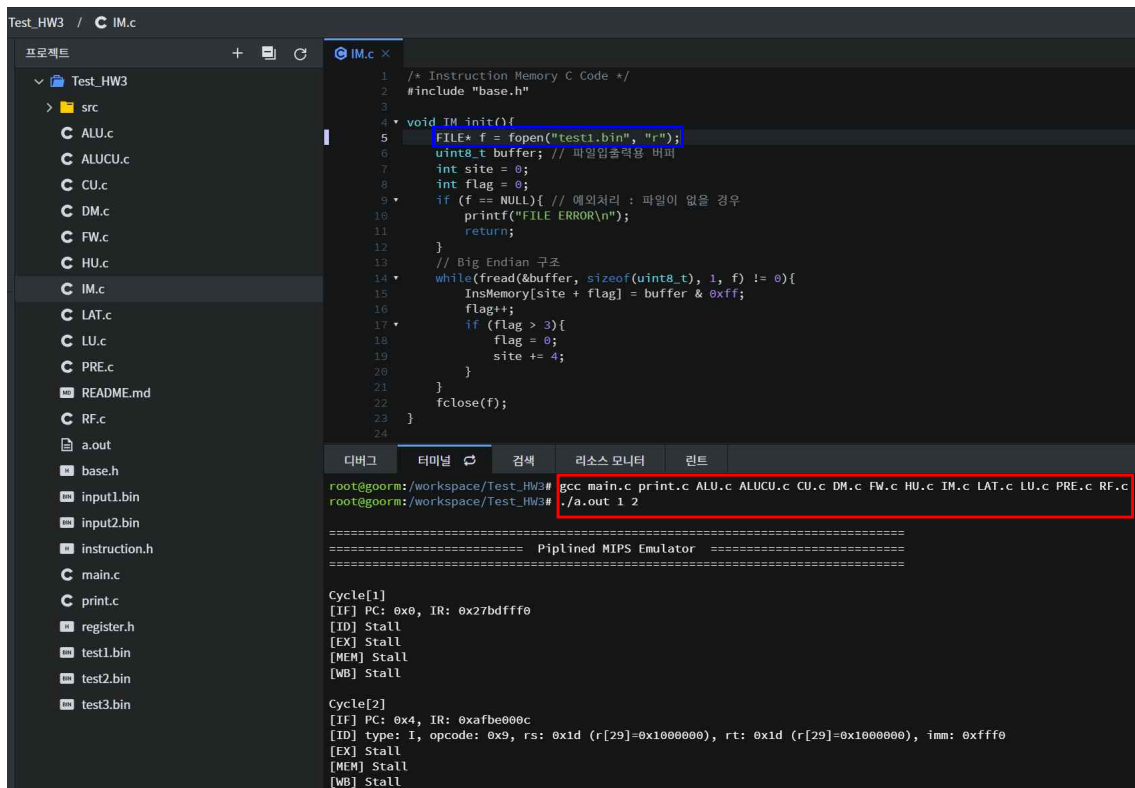 Test_HW3 / C IM.c
프로젝트
Test_HW3
src
C ALU.c
C ALUCU.c
C CU.c
C DM.c
C FW.c
C HU.c
C IM.c
C LAT.c
C LU.c
C PRE.c
README.md
C RF.c
a.out
base.h
input1.bin
input2.bin
instruction.h
C main.c
C print.c
register.h
test1.bin
test2.bin
test3.bin
IM.c ×
1 /* Instruction Memory C Code */
2 #include "base.h"
3
4 void IM_init(){
5 FILE* f = fopen("test1.bin", "r");
6 uint8_t buffer; // 파일입출력용 버퍼
7 int site = 0;
8 int flag = 0;
9 if (f == NULL){ // 예외처리 : 파일이 없을 경우
10 printf("FILE ERROR\n");
11 return;
12 }
13 // Big Endian 구조
14 while(fread(&buffer, sizeof(uint8_t), 1, f) != 0){
15 InsMemory[site + flag] = buffer & 0xff;
16 flag++;
17 if (flag > 3){
18 flag = 0;
19 site += 4;
20 }
21 }
22 fclose(f);
23 }
24
디버그 터미널 검색 리소스 모니터 린트
root@goorm:/workspace/Test_HW3# gcc main.c print.c ALU.c ALUCU.c CU.c DM.c FW.c HU.c IM.c LAT.c LU.c PRE.c RF.c
root@goorm:/workspace/Test_HW3# ./a.out 1 2
================================================================================
=========================== Piplined MIPS Emulator ===========================
================================================================================
Cycle[1]
[IF] PC: 0x0, IR: 0x27bdfff0
[ID] Stall
[EX] Stall
[MEM] Stall
[WB] Stall
Cycle[2]
[IF] PC: 0x4, IR: 0xafbe000c
[ID] type: I, opcode: 0x9, rs: 0x1d (r[29]=0x1000000), rt: 0x1d (r[29]=0x1000000), imm: 0xfff0
[EX] Stall
[MEM] Stall
[WB] Stall